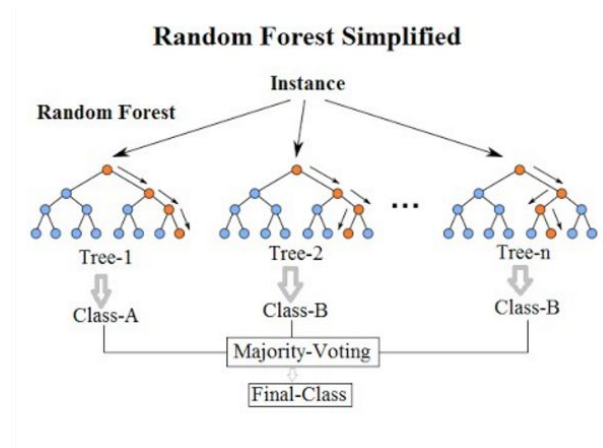 Random Forest Simplified
Instance
Random Forest
...
Tree-1
Tree-2
Tree-n
Class-A
Class-B
Class-B
Majority-Voting
Final-Class